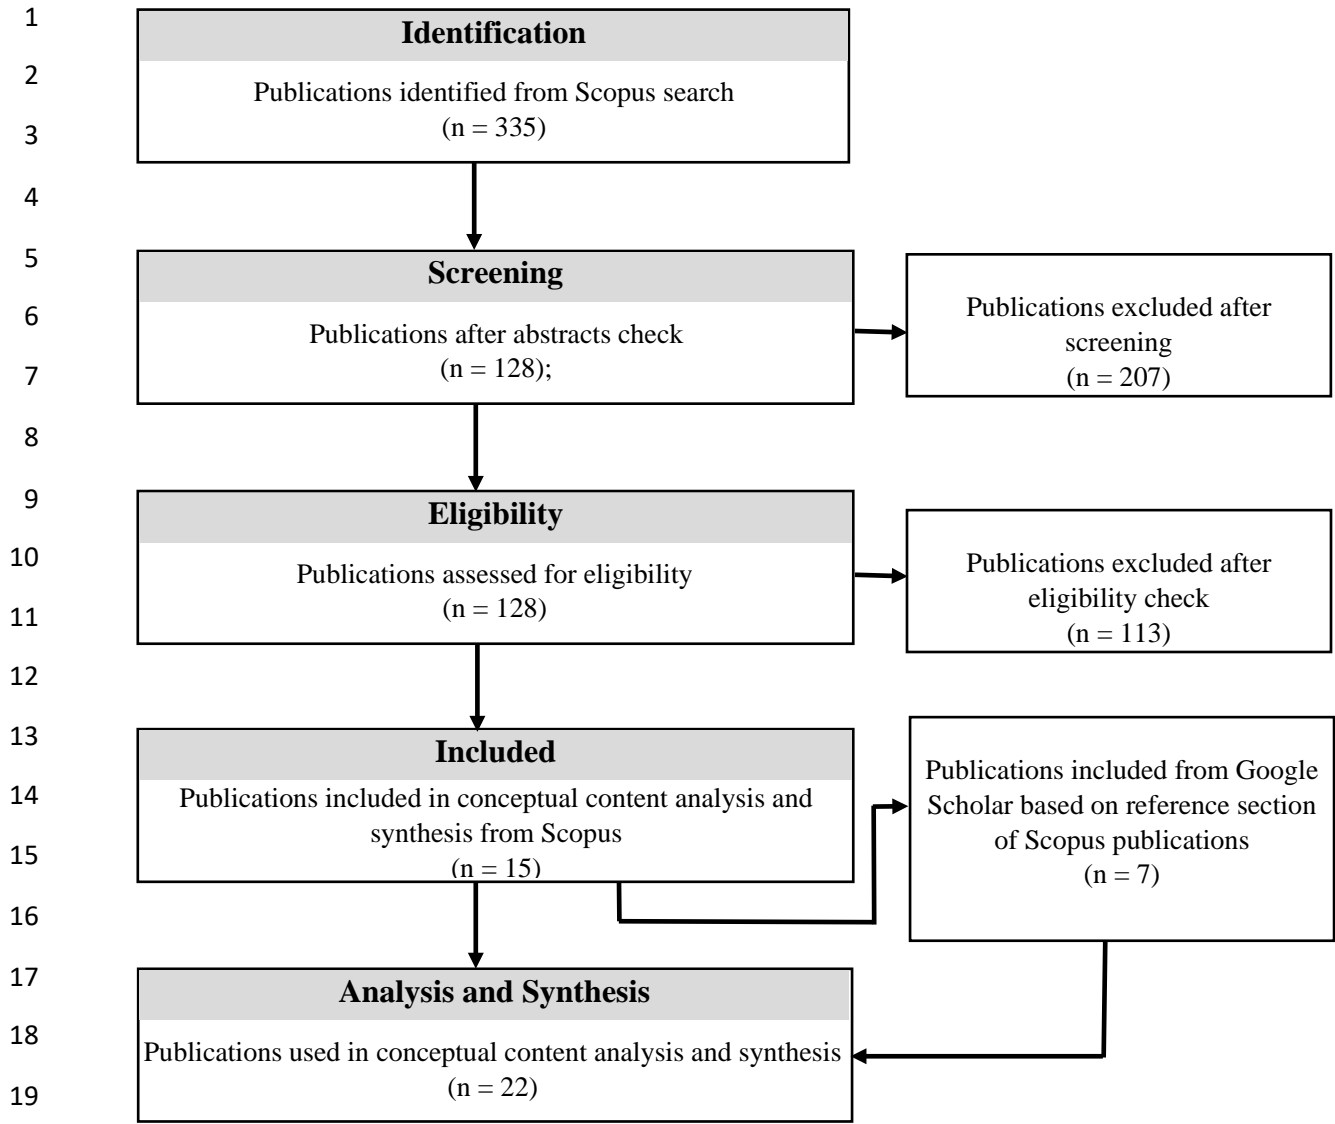 1
Identification
2
Publications identified from Scopus search
3
(n = 335)
4
5
Screening
6
Publications after abstracts check
7
(n = 128);
Publications excluded after
screening
(n = 207)
8
9
Eligibility
10
Publications assessed for eligibility
11
(n = 128)
Publications excluded after
eligibility check
(n = 113)
12
13
Included
14
Publications included in conceptual content analysis and
synthesis from Scopus
15
(n = 15)
Publications included from Google
Scholar based on reference section
of Scopus publications
(n = 7)
16
17
Analysis and Synthesis
18
Publications used in conceptual content analysis and synthesis
(n = 22)
19